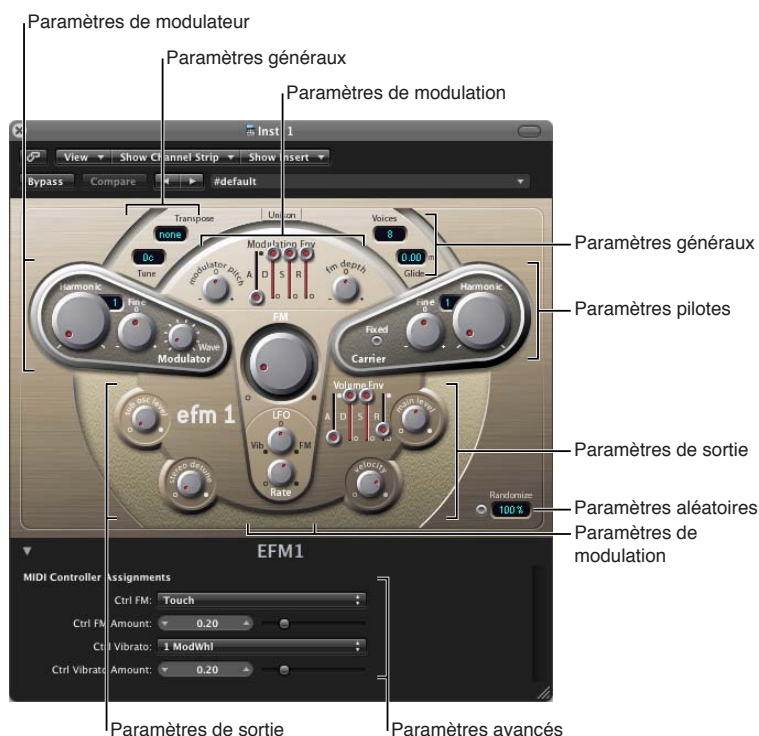 Paramètres de modulateur
Paramètres généraux
Paramètres de modulation
Inst 1
View
Show Channel Strip
Show Insert
Bypass
Compare
#default
Transpose
none
0c
Tune
Unison
Voices
8
0.00
Glide
Paramètres généraux
Modulation Env
A D S R
modulator pitch
fm depth
Harmonic
1
Fine
0
Wave
Modulator
FM
Fixed
Carrier
Fine
0
1
Harmonic
Paramètres pilotes
sub osc level
efm 1
stereo detune
LFO
Vib
FM
Rate
Volume Env
A D S R
main level
velocity
Paramètres de sortie
Randomize
100%
Paramètres aléatoires
Paramètres de
modulation
EFM1
MIDI Controller Assignments
Ctrl FM: Touch
Ctrl FM Amount: 0.20
Ctrl Vibrato: 1 ModWhl
Ctrl Vibrato Amount: 0.20
Paramètres de sortie
Paramètres avancés